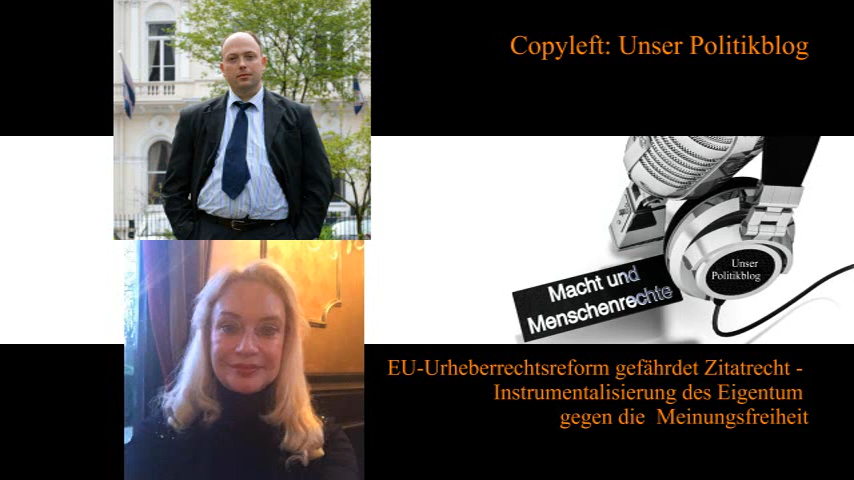 Copyleft: Unser Politikblog
Unser
Politikblog
Macht und
Menschenrechte
EU-Urheberrechtsreform gefährdet Zitatrecht -
Instrumentalisierung des Eigentum
gegen die  Meinungsfreiheit